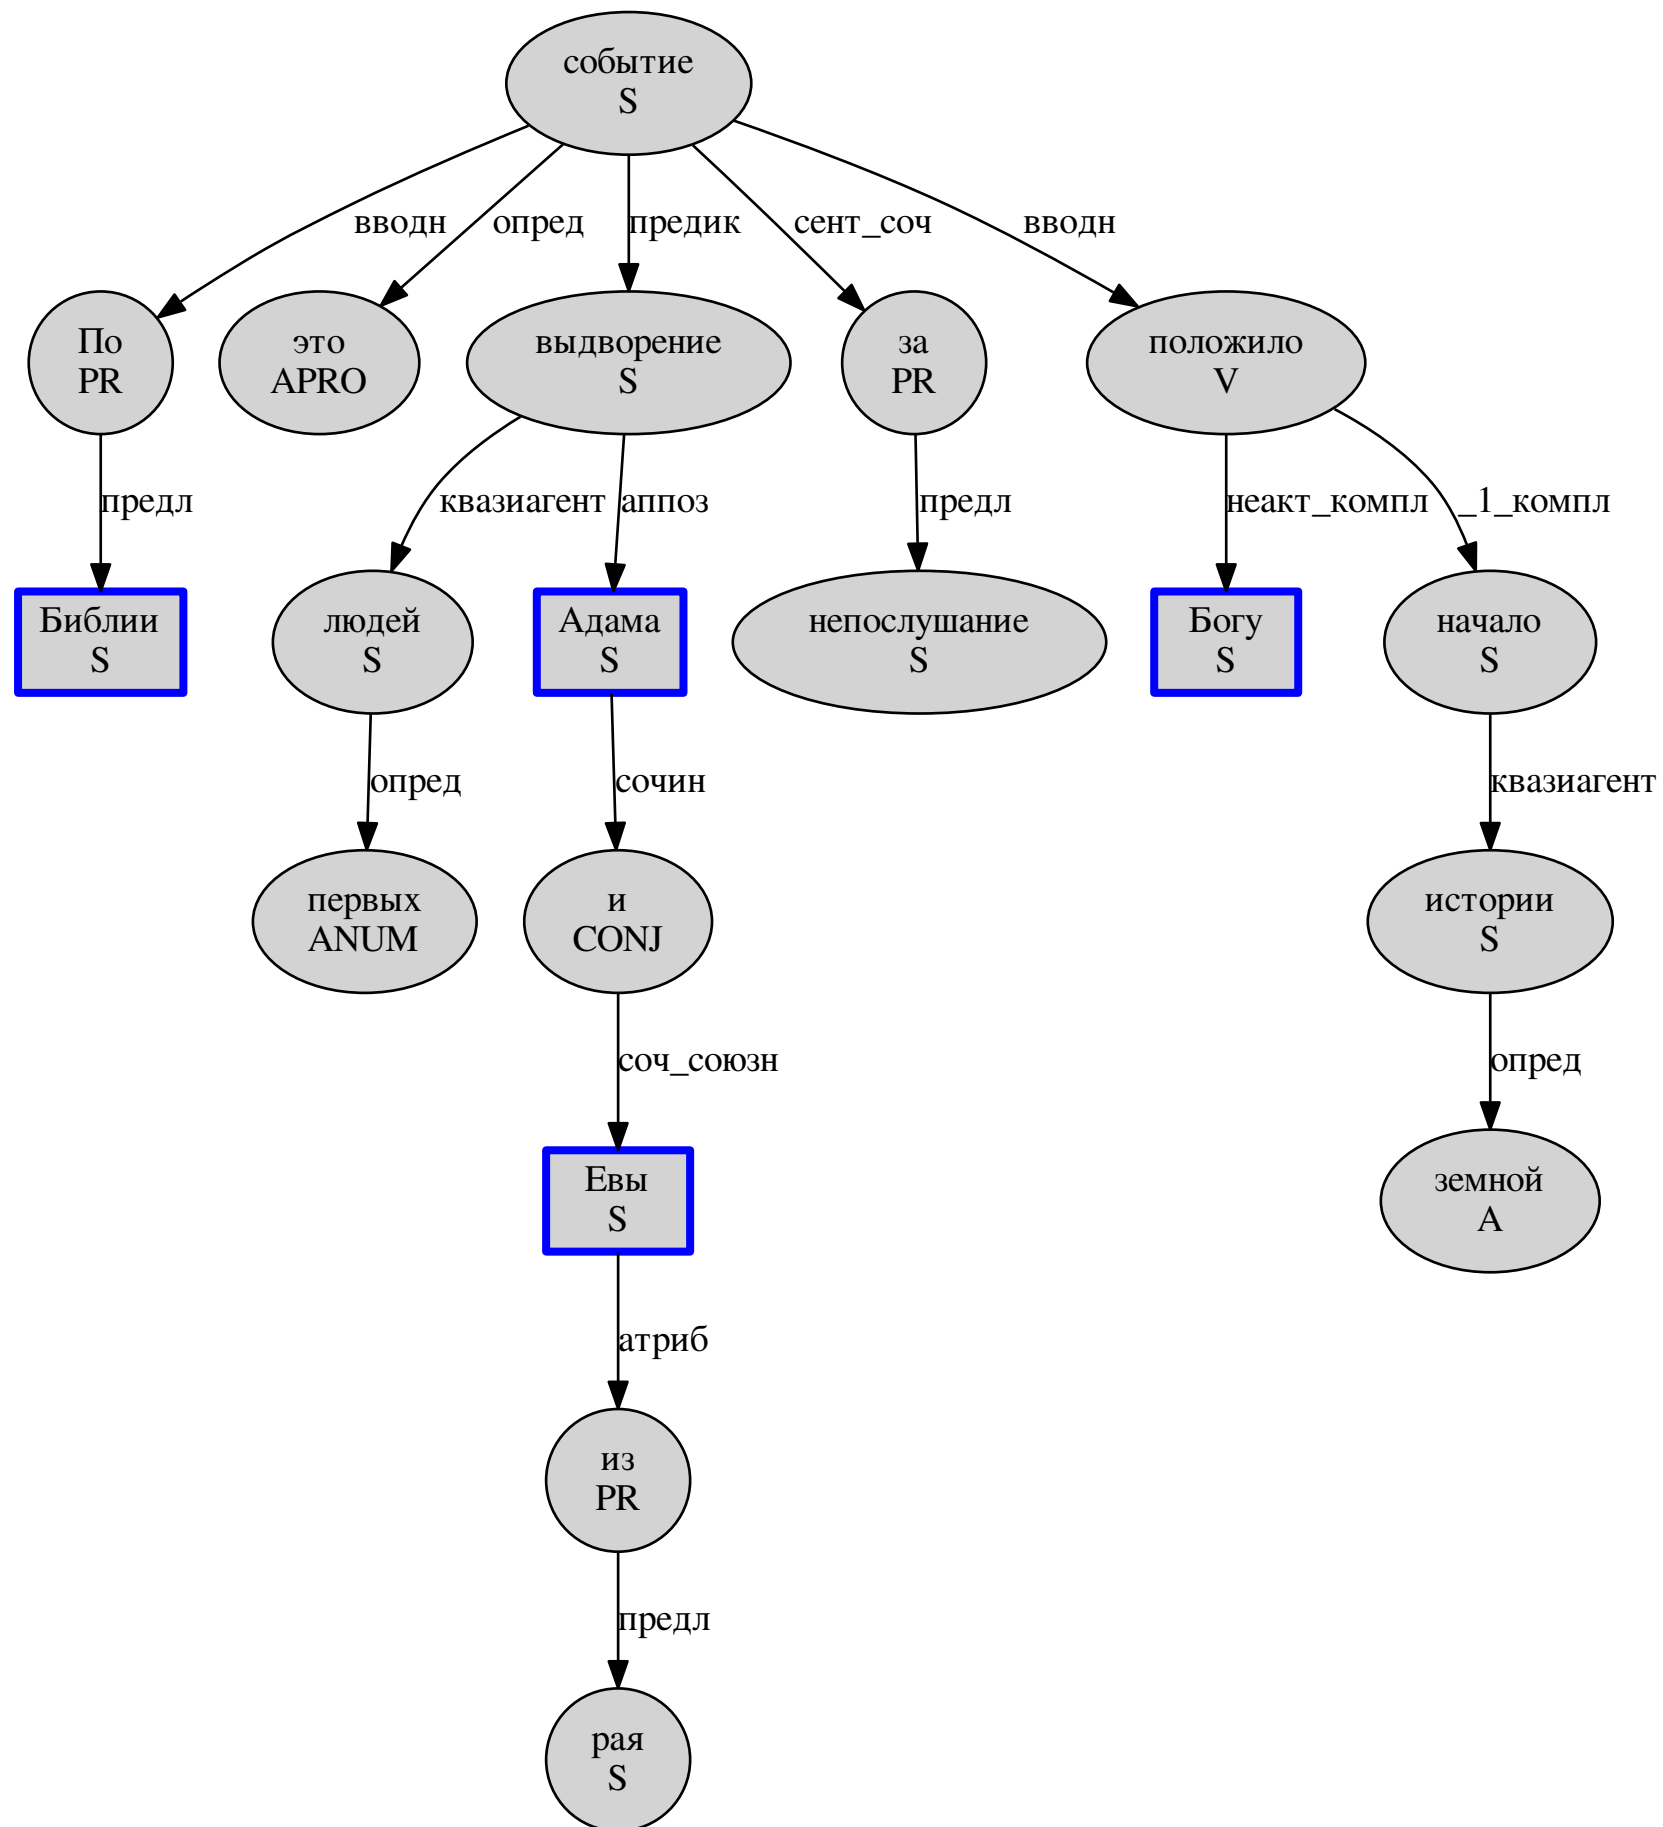 событие
S
вводн
опред
предик
сент_соч
вводн
По
PR
это
APRO
выдворение
S
за
PR
положило
V
предл
квазиагент
аппоз
предл
неакт_компл
_1_компл
Библии
S
людей
S
Адама
S
непослушание
S
Богу
S
начало
S
опред
сочин
квазиагент
первых
ANUM
и
CONJ
истории
S
соч_союзн
опред
Евы
S
земной
A
атриб
из
PR
предл
рая
S